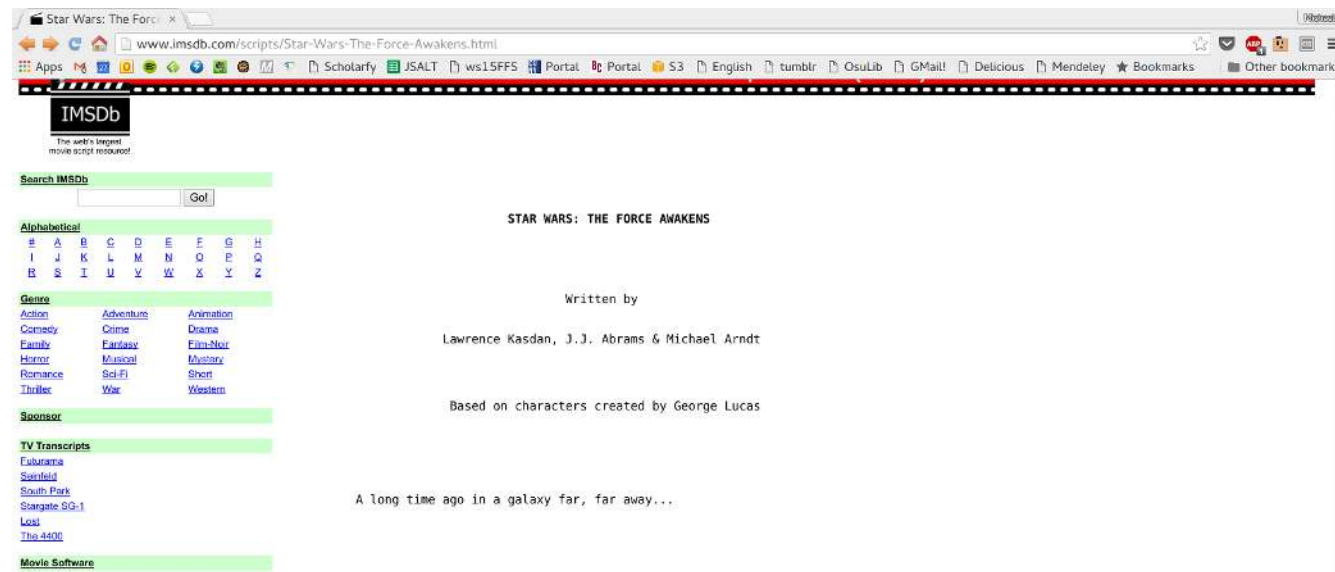 Star Wars: The Forc
www.imsdb.com/scripts/Star-Wars-The-Force-Awakens.html
Apps Scholarfy JSALT ws15FFS Portal Portal S3 English tumblr OsuLib GMail! Delicious Mendeley Bookmarks Other bookmark
IMSDb
The web's largest
movie script resource!
Search IMSDb
Go!
Alphabetical
# A B C D E F G H
I J K L M N O P Q
R S T U V W X Y Z
Genre
Action Adventure Animation
Comedy Crime Drama
Family Fantasy Film-Noir
Horror Musical Mystery
Romance Sci-Fi Short
Thriller War Western
Sponsor
TV Transcripts
Futurama
Seinfeld
South Park
Stargate SG-1
Lost
The 4400
Movie Software
STAR WARS: THE FORCE AWAKENS
Written by
Lawrence Kasdan, J.J. Abrams & Michael Arndt
Based on characters created by George Lucas
A long time ago in a galaxy far, far away...